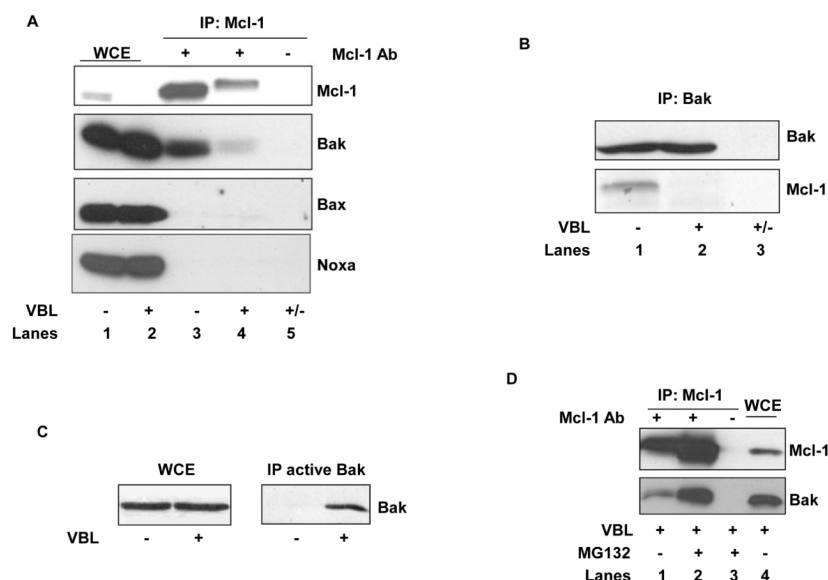 A
IP: Mcl-1
WCE + + - Mcl-1 Ab
Mcl-1
Bak
Bax
Noxa
VBL - + - + +/-
Lanes 1 2 3 4 5
B
IP: Bak
Bak
Mcl-1
VBL - + +/-
Lanes 1 2 3
C
WCE IP active Bak
Bak
VBL - + - +
D
IP: Mcl-1 WCE
Mcl-1 Ab + + -
Mcl-1
Bak
VBL + + + +
MG132 - + + -
Lanes 1 2 3 4